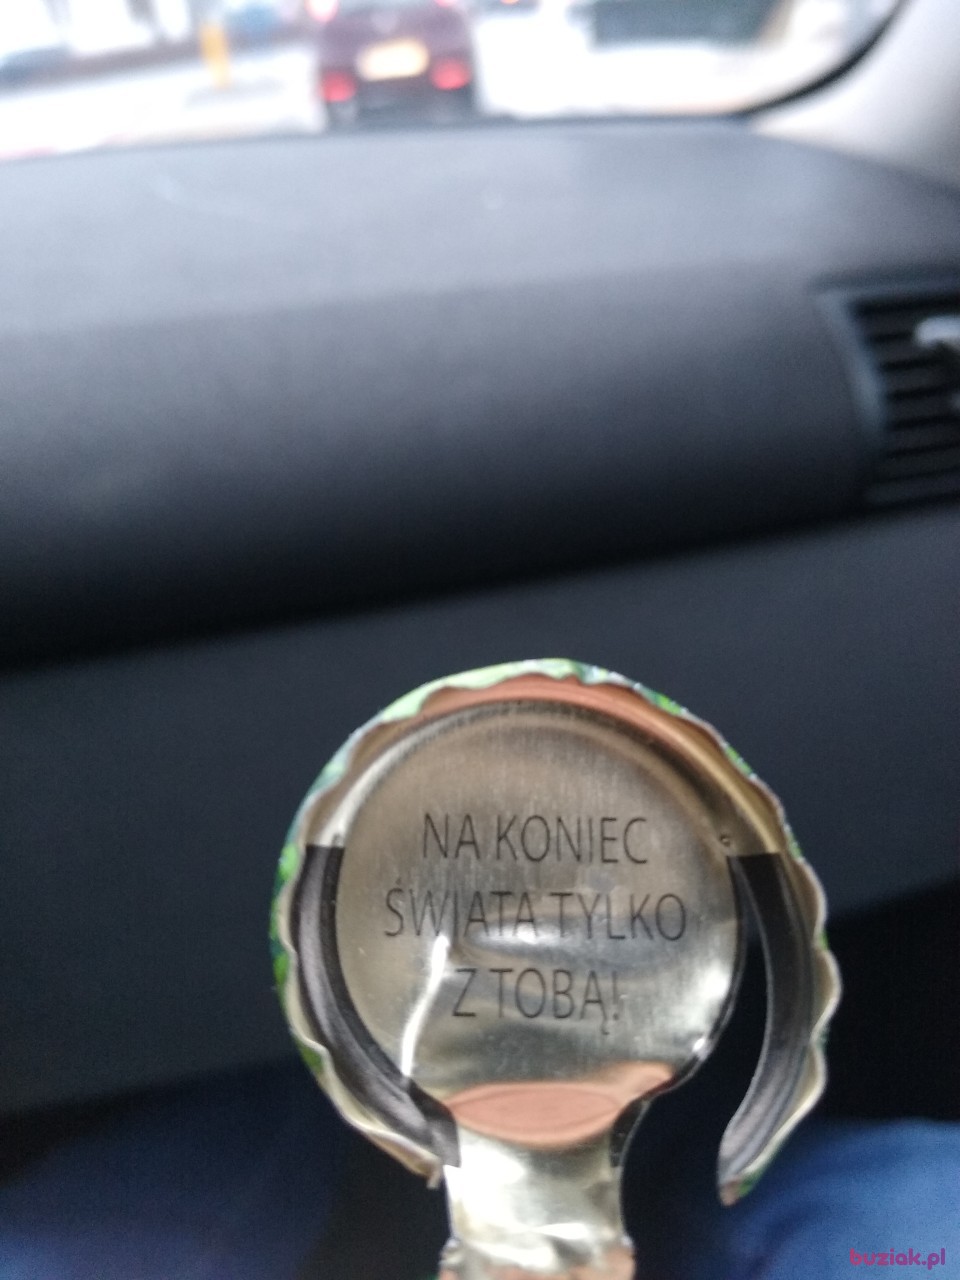 NA KONIEC
ŚWIATA TYLKO
Z TOBĄ!
buziak.pl